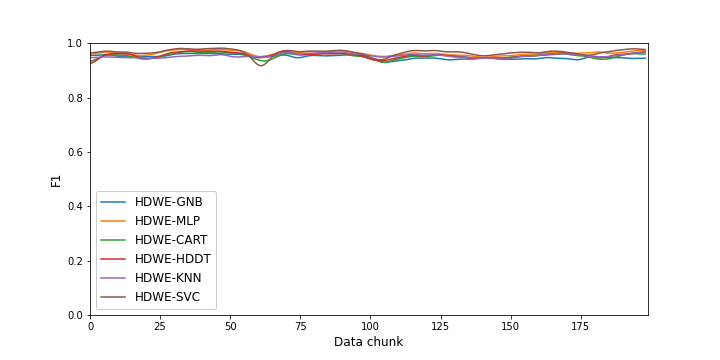 1.0
0.8
0.6
0.4
0.2
0.0
F1
HDWE-GNB
HDWE-MLP
HDWE-CART
HDWE-HDDT
HDWE-KNN
HDWE-SVC
0 25 50 75 100 125 150 175
Data chunk